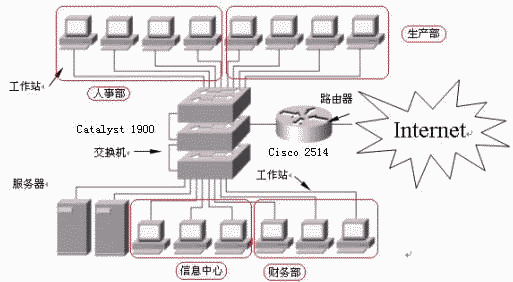 生产部
工作站
人事部
路由器
Catalyst 1900
Internet
交换机
Cisco 2514
工作站
服务器
信息中心
财务部